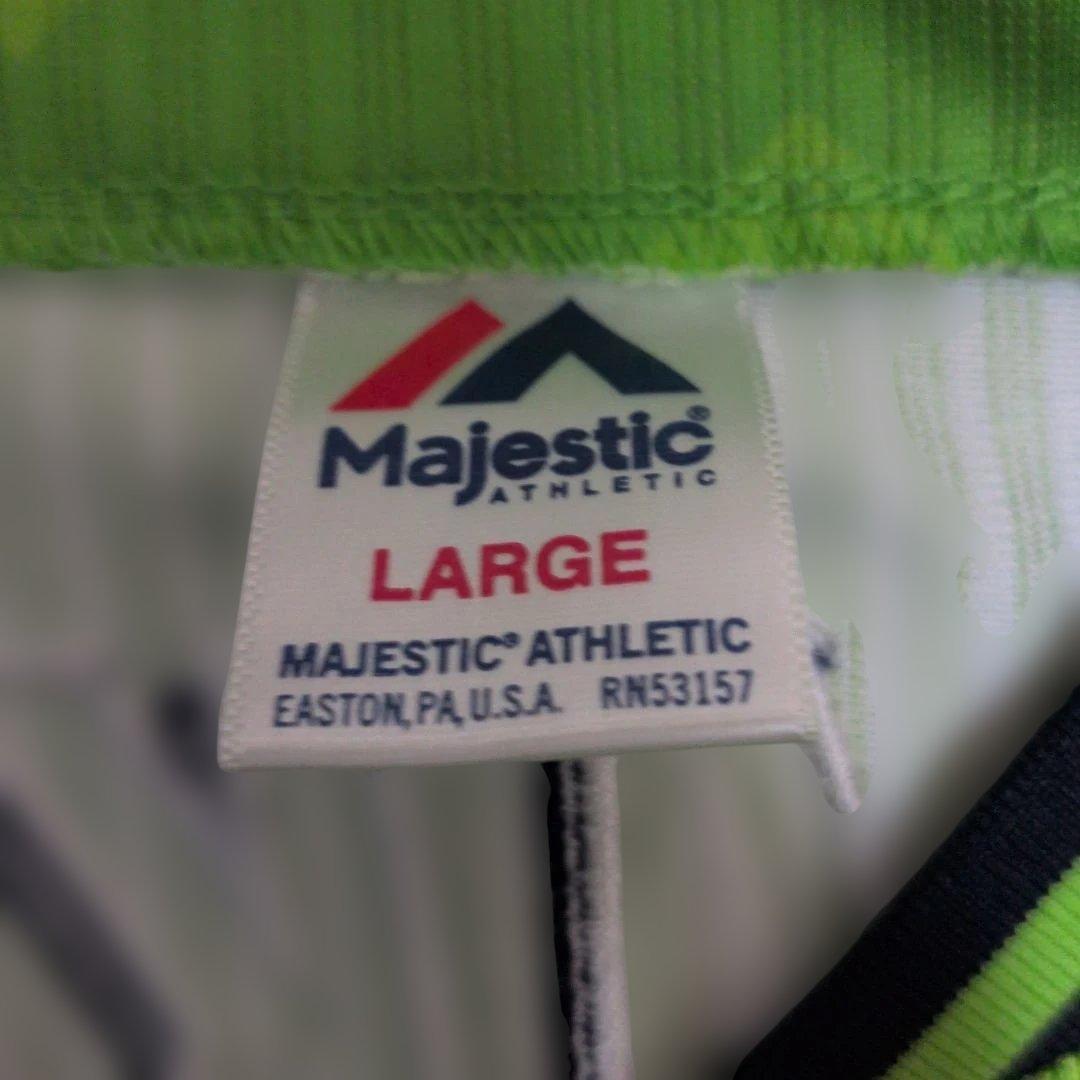 Majestic®
ATHLETIC
LARGE
MAJESTIC® ATHLETIC
EASTON, PA, U.S.A. RN53157